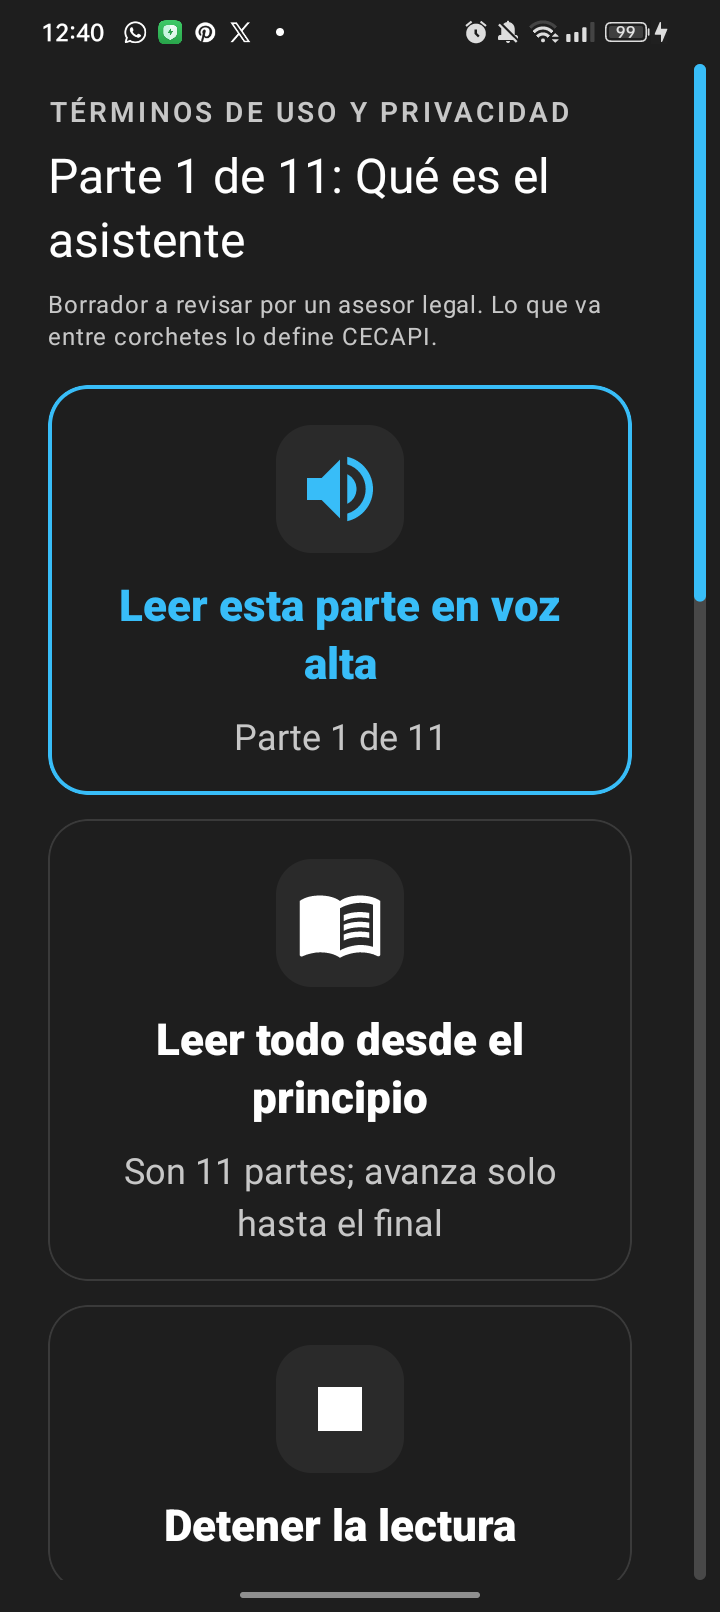 12:40
99
TÉRMINOS DE USO Y PRIVACIDAD
Parte 1 de 11: Qué es el
asistente
Borrador a revisar por un asesor legal. Lo que va
entre corchetes lo define CECAPI.
Leer esta parte en voz
alta
Parte 1 de 11
Leer todo desde el
principio
Son 11 partes; avanza solo
hasta el final
Detener la lectura